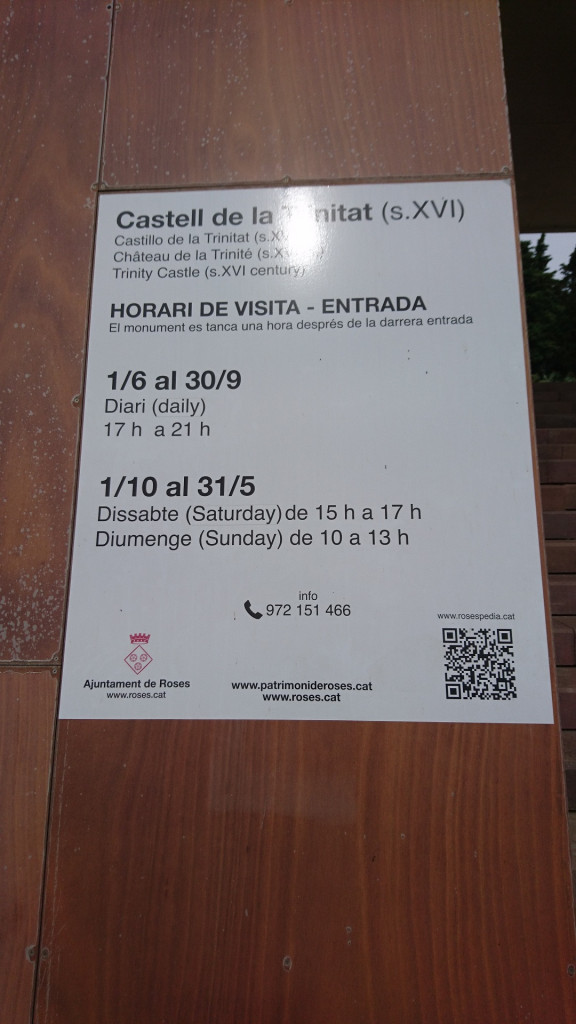 Castell de la Trinitat (s.XVI)
Castillo de la Trinitat (s.XV
Château de la Trinité (s.XV
Trinity Castle (s.XVI century)
HORARI DE VISITA - ENTRADA
El monument es tanca una hora després de la darrera entrada
1/6 al 30/9
Diari (daily)
17 h a 21 h
1/10 al 31/5
Dissabte (Saturday) de 15 h a 17 h
Diumenge (Sunday) de 10 a 13 h
info
972 151 466
www.rosespedia.cat
Ajuntament de Roses
www.roses.cat
www.patrimonideroses.cat
www.roses.cat